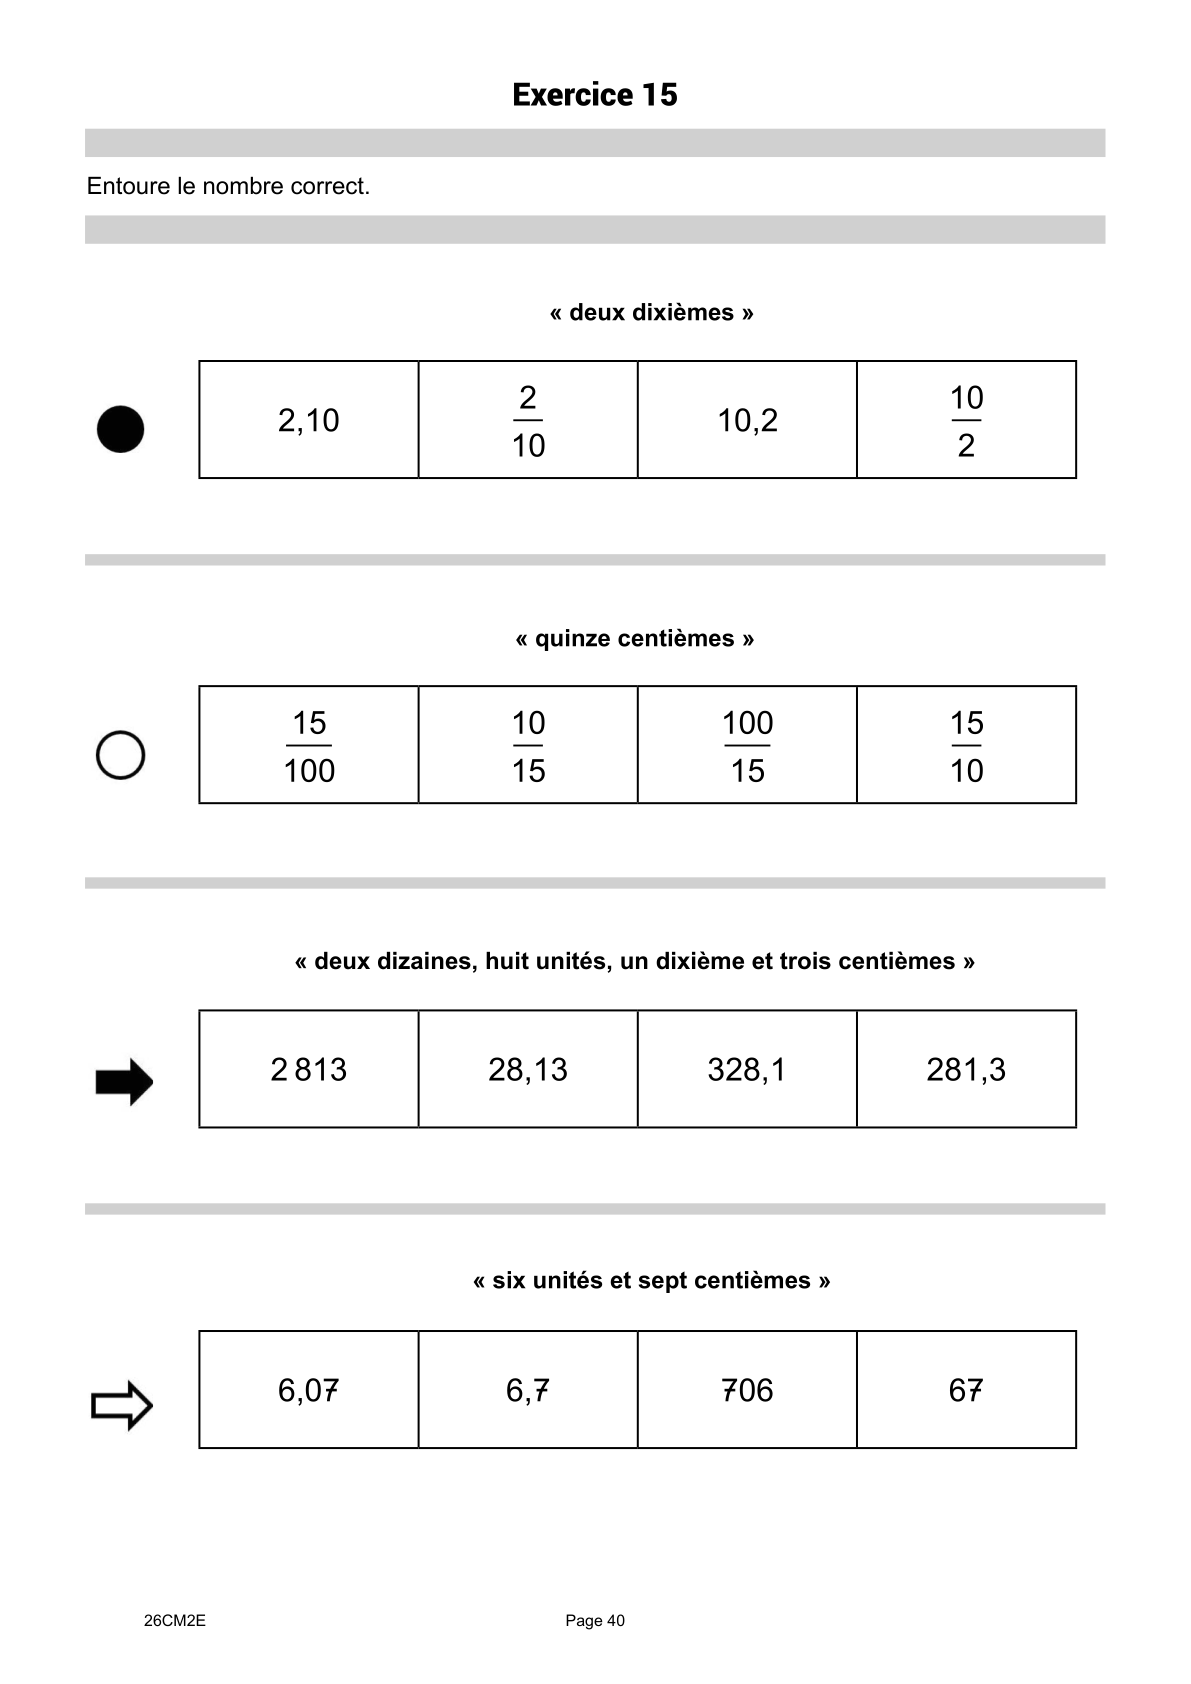 Exercice 15
Entoure le nombre correct.
« deux dixièmes »
2,10 2/10 10,2 10/2
« quinze centièmes »
15/100 10/15 100/15 15/10
« deux dizaines, huit unités, un dixième et trois centièmes »
2 813 28,13 328,1 281,3
« six unités et sept centièmes »
6,07 6,7 706 67
26CM2E Page 40